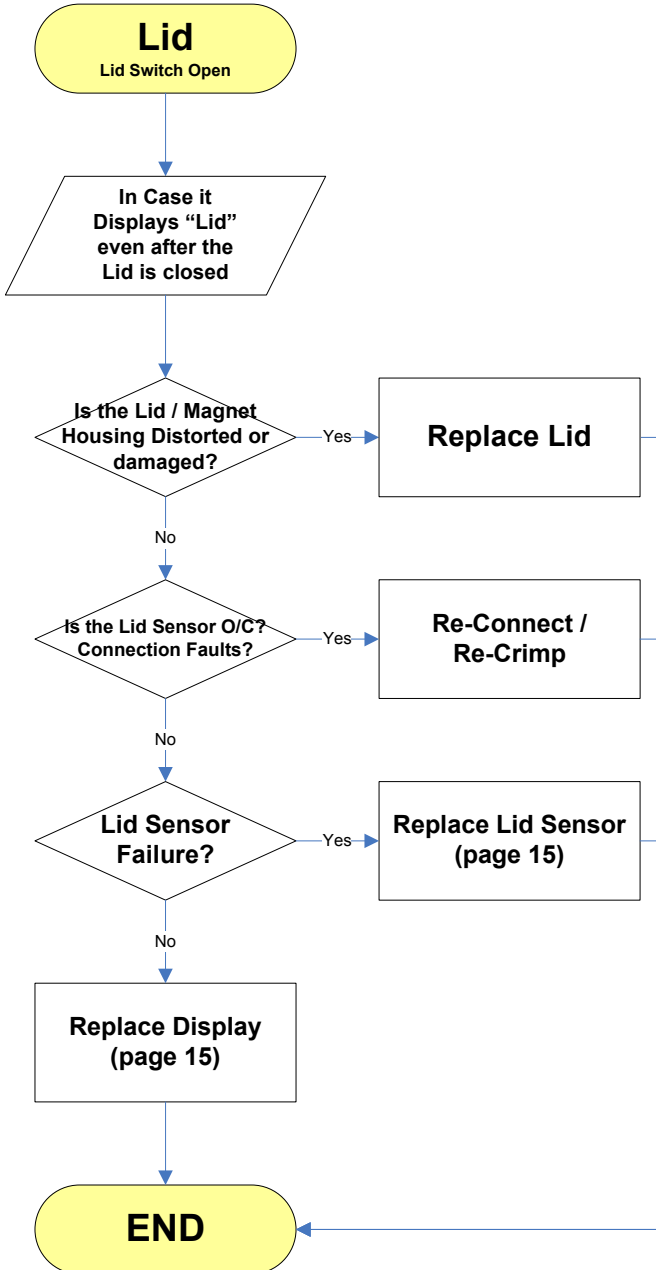 Lid
Lid Switch Open
In Case it
Displays “Lid”
even after the
Lid is closed
Is the Lid / Magnet
Housing Distorted or
damaged?
Yes
Replace Lid
No
Is the Lid Sensor O/C?
Connection Faults?
Yes
Re-Connect /
Re-Crimp
No
Lid Sensor
Failure?
Yes
Replace Lid Sensor
(page 15)
No
Replace Display
(page 15)
END